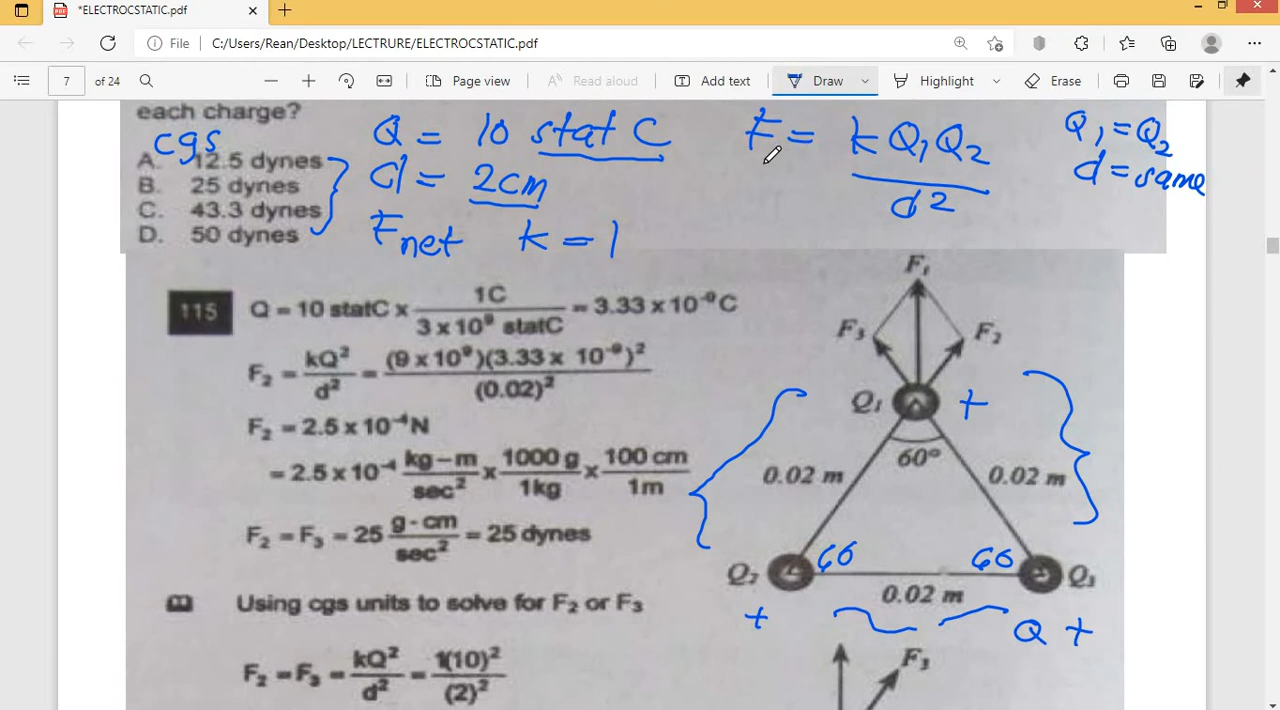 *ELECTROCSTATIC.pdf
File C:/Users/Rean/Desktop/LECTRURE/ELECTROCSTATIC.pdf
7 of 24 Page view Read aloud Add text Draw Highlight Erase
each charge?
cgs
A. 12.5 dynes
B. 25 dynes
C. 43.3 dynes
D. 50 dynes
Q = 10 stat C
d = 2cm
Fnet k = 1
F = kQ1Q2 / d2
Q1 = Q2
d = same
115
Q = 10 statC x 1C / 3 x 10⁹ statC = 3.33 x 10⁻⁹ C
F₂ = kQ² / d² = (9 x 10⁹)(3.33 x 10⁻⁹)² / (0.02)²
F₂ = 2.5 x 10⁻⁴ N
= 2.5 x 10⁻⁴ kg – m / sec² x 1000 g / 1kg x 100 cm / 1m
F₂ = F₃ = 25 g - cm / sec² = 25 dynes
Using cgs units to solve for F₂ or F₃
F₂ = F₃ = kQ² / d² = 1(10)² / (2)²
F₁
F₃ F₂
Q₁ +
60°
0.02 m 0.02 m
Q₂ 60 60 Q₃
0.02 m
+ Q +
F₃